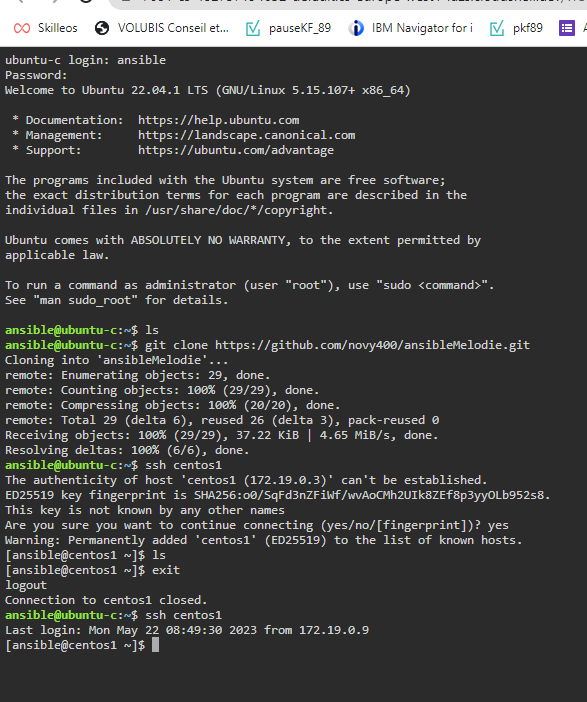 Skilleos VOLUBIS Conseil et... pauseKF_89 IBM Navigator for i pkf89
ubuntu-c login: ansible
Password:
Welcome to Ubuntu 22.04.1 LTS (GNU/Linux 5.15.107+ x86_64)
* Documentation: https://help.ubuntu.com
* Management: https://landscape.canonical.com
* Support: https://ubuntu.com/advantage
The programs included with the Ubuntu system are free software;
the exact distribution terms for each program are described in the
individual files in /usr/share/doc/*/copyright.
Ubuntu comes with ABSOLUTELY NO WARRANTY, to the extent permitted by
applicable law.
To run a command as administrator (user "root"), use "sudo <command>".
See "man sudo_root" for details.
ansible@ubuntu-c:~$ ls
ansible@ubuntu-c:~$ git clone https://github.com/novy400/ansibleMelodie.git
Cloning into 'ansibleMelodie'...
remote: Enumerating objects: 29, done.
remote: Counting objects: 100% (29/29), done.
remote: Compressing objects: 100% (20/20), done.
remote: Total 29 (delta 6), reused 26 (delta 3), pack-reused 0
Receiving objects: 100% (29/29), 37.22 KiB | 4.65 MiB/s, done.
Resolving deltas: 100% (6/6), done.
ansible@ubuntu-c:~$ ssh centos1
The authenticity of host 'centos1 (172.19.0.3)' can't be established.
ED25519 key fingerprint is SHA256:o0/SqFd3nZFiWf/wvAoCMh2UIk8ZEf8p3yyOLb952s8.
This key is not known by any other names
Are you sure you want to continue connecting (yes/no/[fingerprint])? yes
Warning: Permanently added 'centos1' (ED25519) to the list of known hosts.
[ansible@centos1 ~]$ ls
[ansible@centos1 ~]$ exit
logout
Connection to centos1 closed.
ansible@ubuntu-c:~$ ssh centos1
Last login: Mon May 22 08:49:30 2023 from 172.19.0.9
[ansible@centos1 ~]$